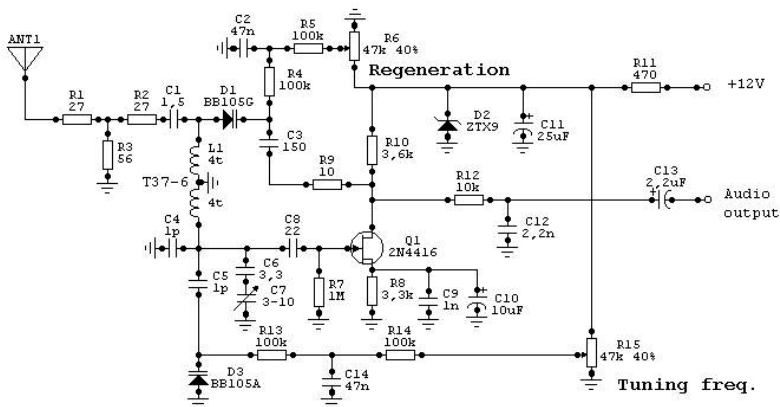 ANT1
R1
27
R2
27
C1
1,5
D1
BB105G
R3
56
C2
47n
R5
100k
R6
47k 40%
Regeneration
R4
100k
C3
150
R9
10
R10
3,6k
D2
ZTX9
C11
25uF
R11
470
+12V
L1
4t
T37-6
4t
R12
10k
C13
2,2uF
Audio
output
C12
2,2n
C4
1p
C8
22
Q1
2N4416
C5
1p
C6
3,3
C7
3-10
R7
1M
R8
3,3k
C9
1n
C10
10uF
R13
100k
R14
100k
R15
47k 40%
D3
BB105A
C14
47n
Tuning freq.